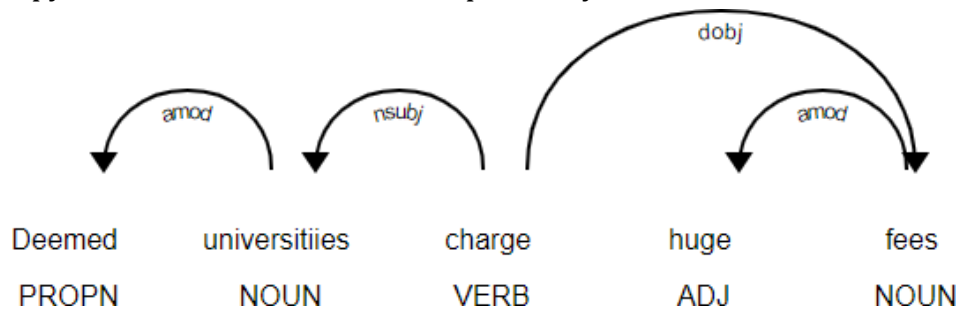 dobj
amod nsubj amod
Deemed universitiies charge huge fees
PROPN NOUN VERB ADJ NOUN